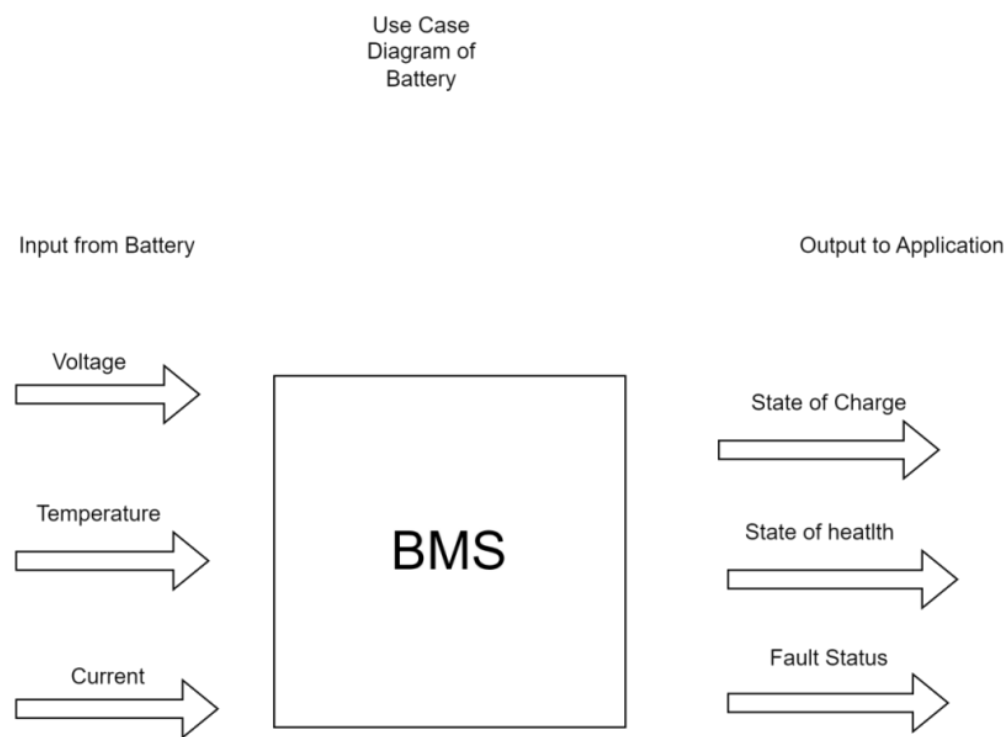 Use Case
Diagram of
Battery
Input from Battery
Output to Application
Voltage
State of Charge
Temperature
BMS
State of heatlth
Current
Fault Status